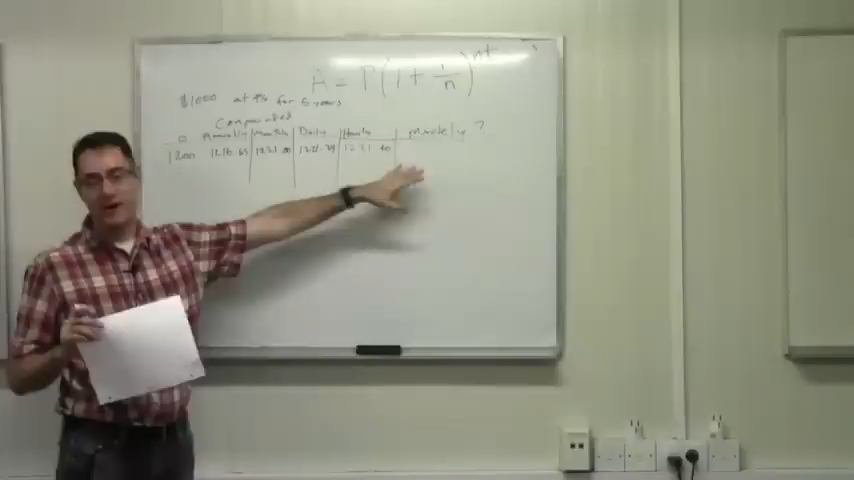 A = P(1 + i/n)^nt
$1000 at 4% for 5 years
Compounded
0 Annually Monthly Daily Hourly minutely ?
1200 1216.65 1221.00 1221.39 1221.40